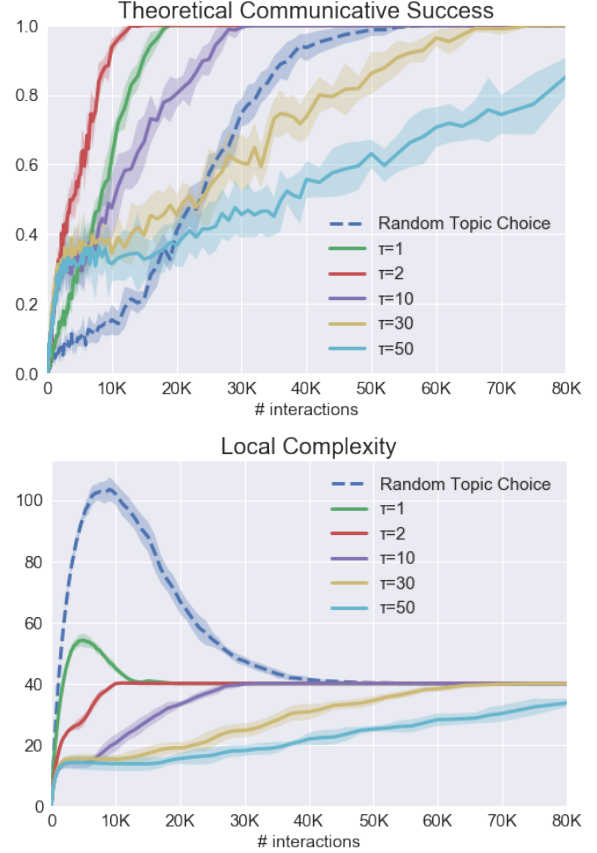 Theoretical Communicative Success
1.0
0.8
0.6
0.4
0.2
0.0
Random Topic Choice
τ=1
τ=2
τ=10
τ=30
τ=50
0 10K 20K 30K 40K 50K 60K 70K 80K
# interactions
Local Complexity
100
80
60
40
20
0
Random Topic Choice
τ=1
τ=2
τ=10
τ=30
τ=50
0 10K 20K 30K 40K 50K 60K 70K 80K
# interactions